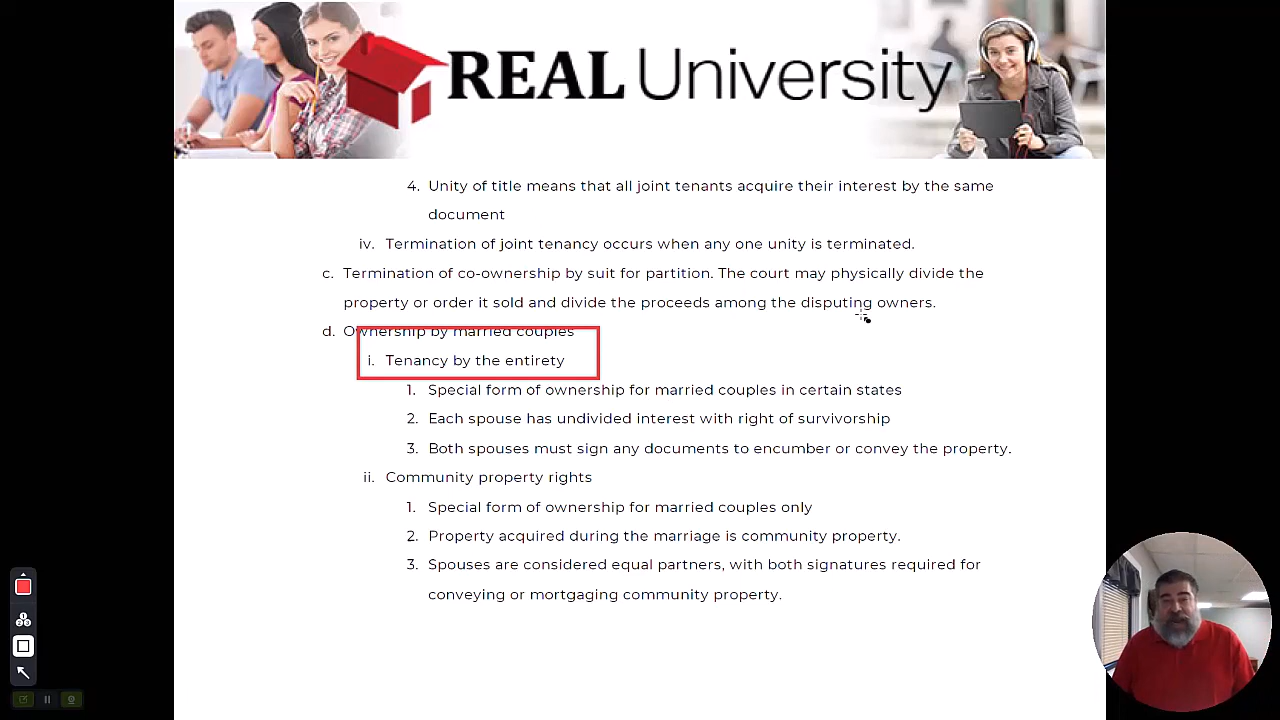 REAL University
4. Unity of title means that all joint tenants acquire their interest by the same
document
iv. Termination of joint tenancy occurs when any one unity is terminated.
c. Termination of co-ownership by suit for partition. The court may physically divide the
property or order it sold and divide the proceeds among the disputing owners.
d. Ownership by married couples
i. Tenancy by the entirety
1. Special form of ownership for married couples in certain states
2. Each spouse has undivided interest with right of survivorship
3. Both spouses must sign any documents to encumber or convey the property.
ii. Community property rights
1. Special form of ownership for married couples only
2. Property acquired during the marriage is community property.
3. Spouses are considered equal partners, with both signatures required for
conveying or mortgaging community property.